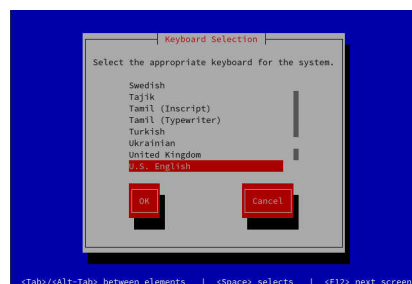 Keyboard Selection
Select the appropriate keyboard for the system.
Swedish
Tajik
Tamil (Inscript)
Tamil (Typewriter)
Turkish
Ukrainian
United Kingdom
U.S. English
OK
Cancel
<Tab>/<Alt-Tab> between elements | <Space> selects | <F12> next screen